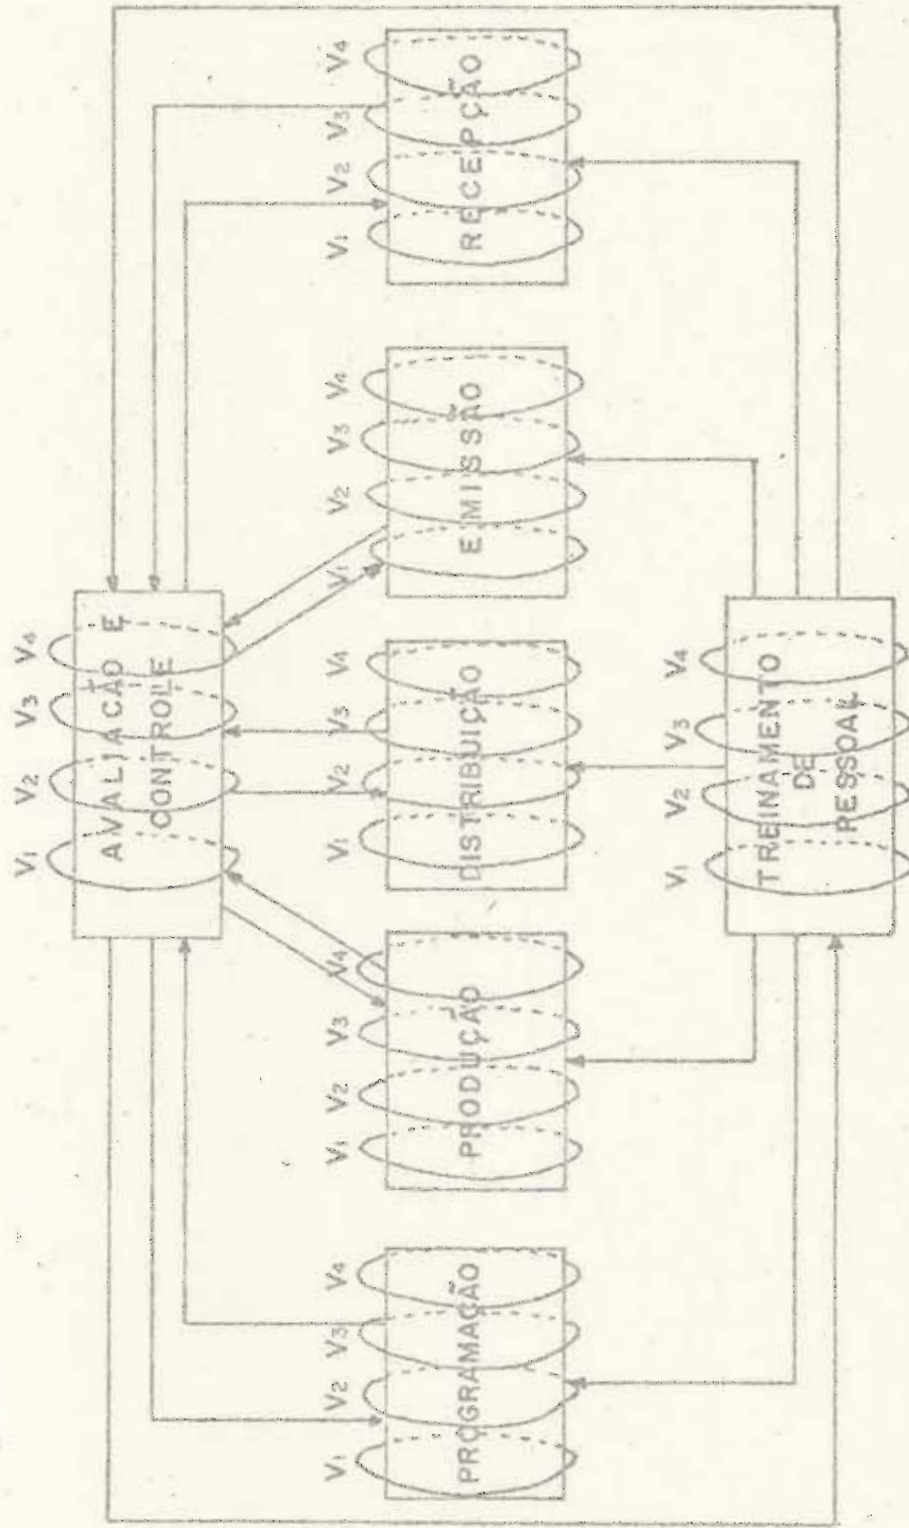 V1 V2 V3 V4
AVALIAÇÃO E
CONTROLE
V1 V2 V3 V4
PROGRAMAÇÃO
V1 V2 V3 V4
PRODUÇÃO
V1 V2 V3 V4
DISTRIBUIÇÃO
V1 V2 V3 V4
EMISSÃO
V1 V2 V3 V4
RECEPÇÃO
V1 V2 V3 V4
TREINAMENTO
DE
PESSOAL